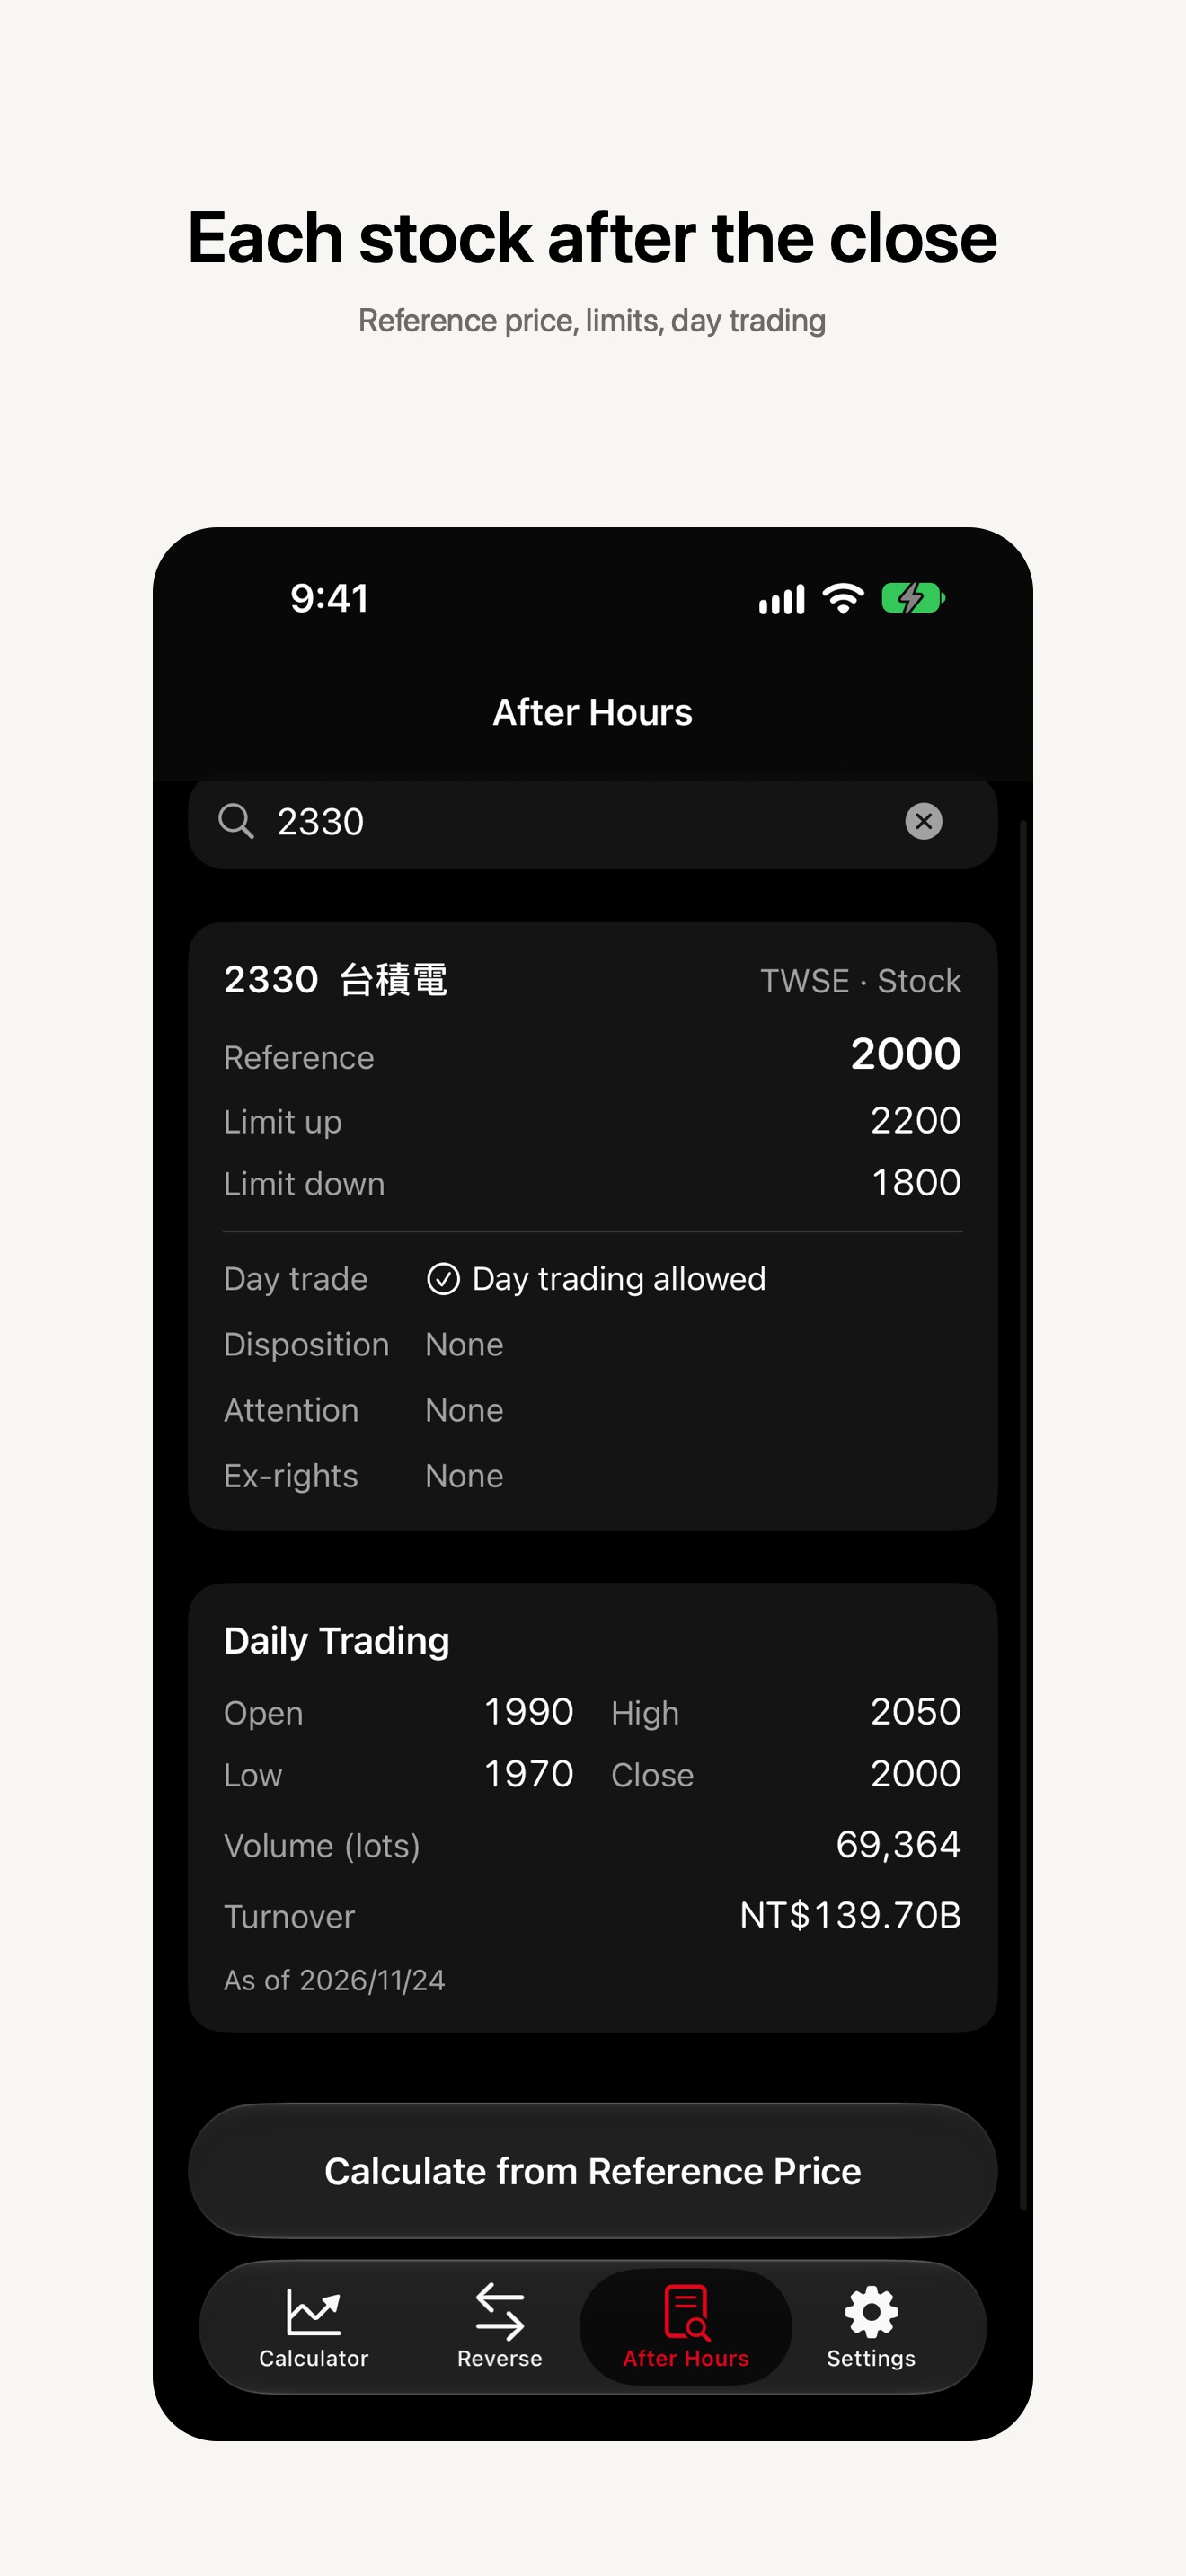 Each stock after the close
Reference price, limits, day trading
9:41
After Hours
2330
2330 台積電 TWSE · Stock
Reference 2000
Limit up 2200
Limit down 1800
Day trade Day trading allowed
Disposition None
Attention None
Ex-rights None
Daily Trading
Open 1990 High 2050
Low 1970 Close 2000
Volume (lots) 69,364
Turnover NT$139.70B
As of 2026/11/24
Calculate from Reference Price
Calculator Reverse After Hours Settings